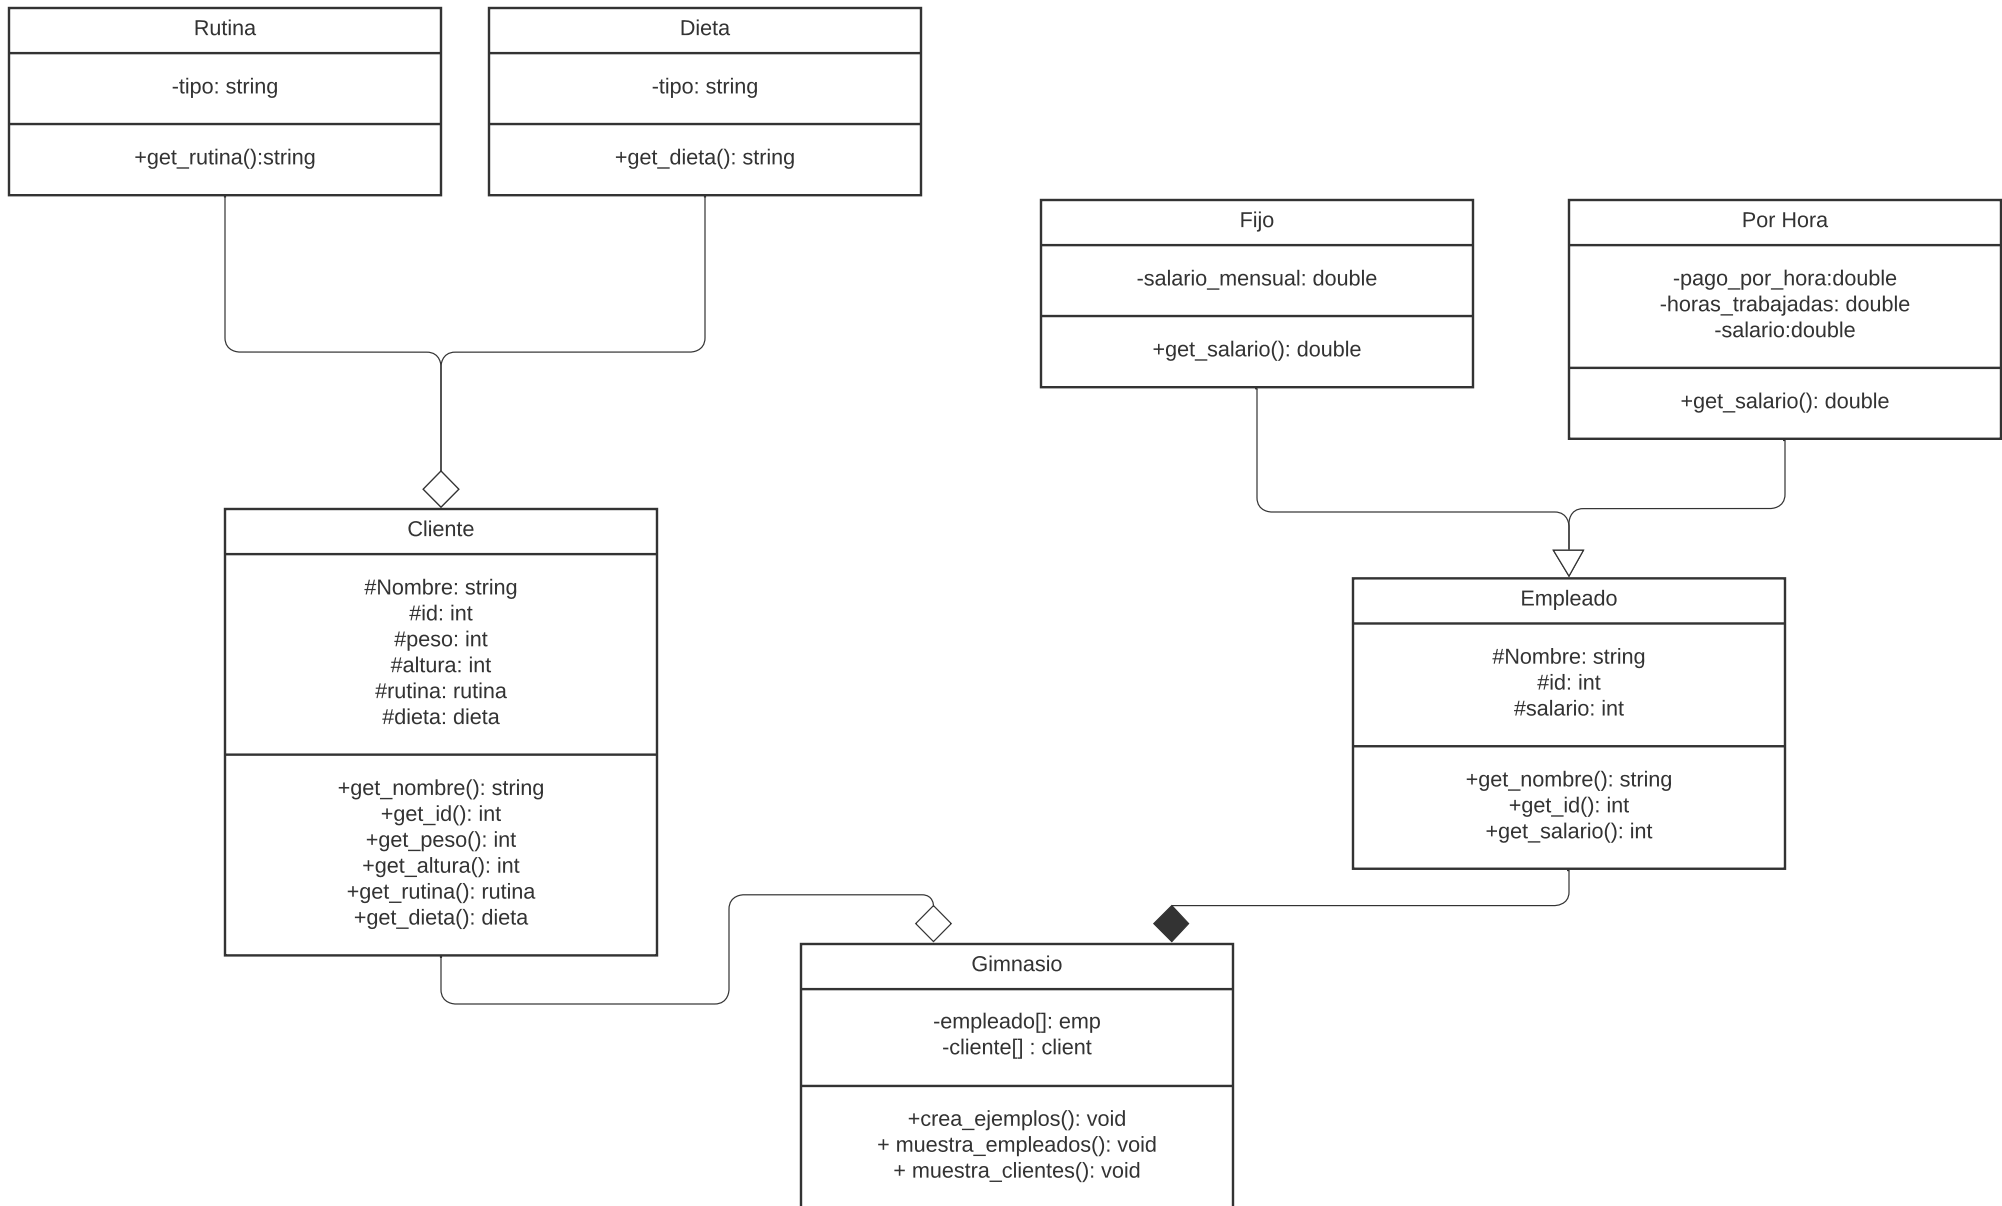 Rutina
-tipo: string
+get_rutina():string
Dieta
-tipo: string
+get_dieta(): string
Fijo
-salario_mensual: double
+get_salario(): double
Por Hora
-pago_por_hora:double
-horas_trabajadas: double
-salario:double
+get_salario(): double
Cliente
#Nombre: string
#id: int
#peso: int
#altura: int
#rutina: rutina
#dieta: dieta
+get_nombre(): string
+get_id(): int
+get_peso(): int
+get_altura(): int
+get_rutina(): rutina
+get_dieta(): dieta
Empleado
#Nombre: string
#id: int
#salario: int
+get_nombre(): string
+get_id(): int
+get_salario(): int
Gimnasio
-empleado[]: emp
-cliente[] : client
+crea_ejemplos(): void
+ muestra_empleados(): void
+ muestra_clientes(): void